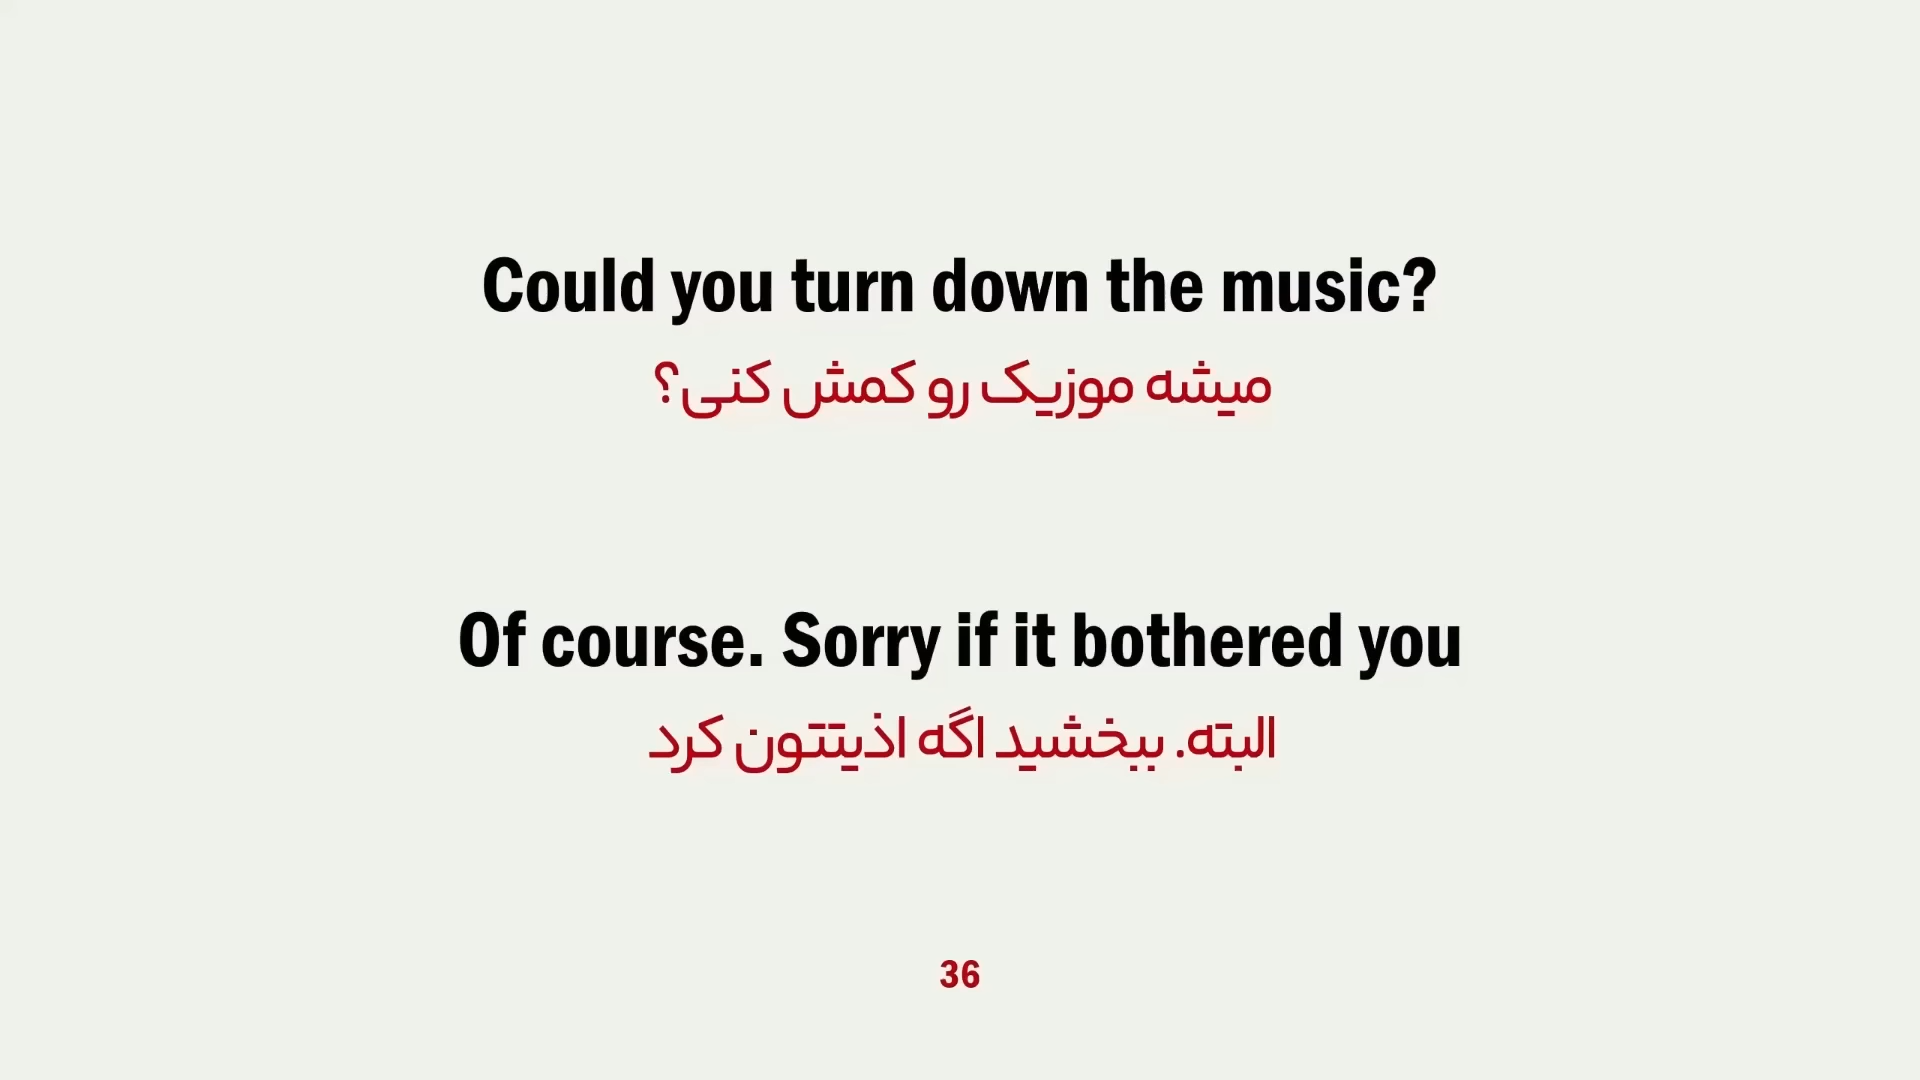 Could you turn down the music?
میشه موزیک رو کمش کنی؟
Of course. Sorry if it bothered you
البته. ببخشید اگه اذیتتون کرد
36